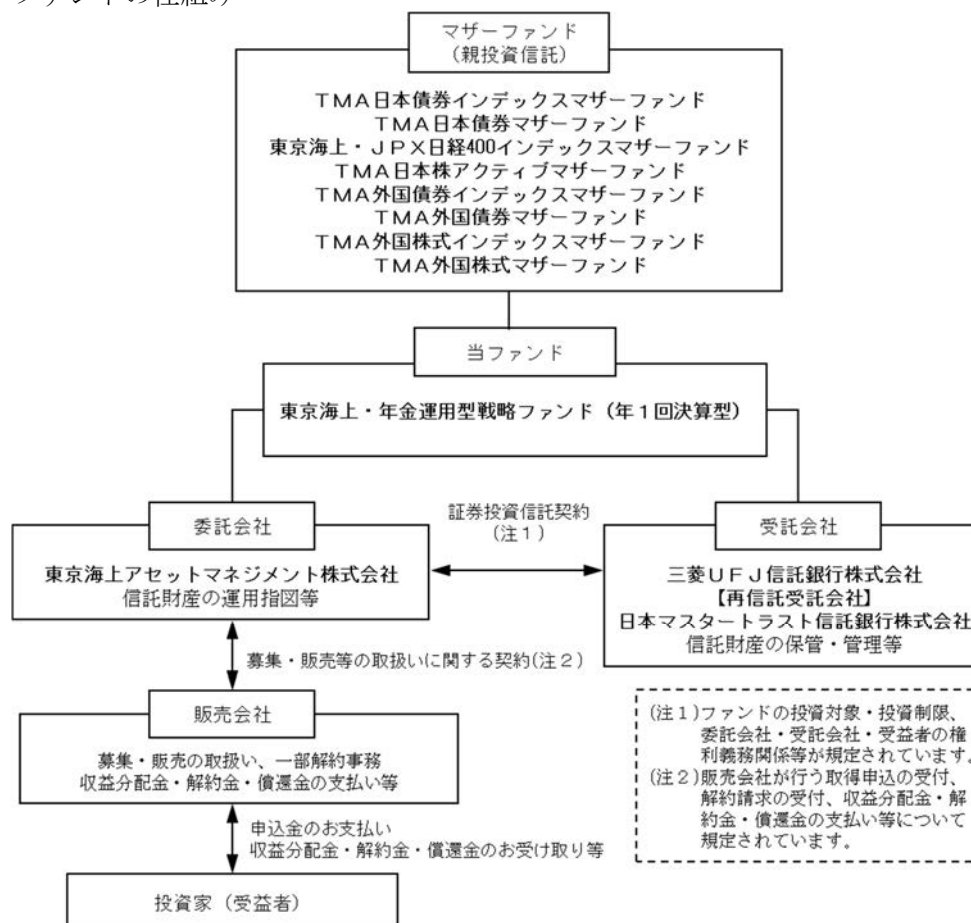 ファンドの仕組み
マザーファンド
(親投資信託)
TMA日本債券インデックスマザーファンド
TMA日本債券マザーファンド
東京海上・JPX日経400インデックスマザーファンド
TMA日本株アクティブマザーファンド
TMA外国債券インデックスマザーファンド
TMA外国債券マザーファンド
TMA外国株式インデックスマザーファンド
TMA外国株式マザーファンド
当ファンド
東京海上・年金運用型戦略ファンド(年1回決算型)
委託会社
東京海上アセットマネジメント株式会社
信託財産の運用指図等
証券投資信託契約
(注1)
受託会社
三菱UFJ信託銀行株式会社
【再信託受託会社】
日本マスタートラスト信託銀行株式会社
信託財産の保管・管理等
募集・販売等の取扱いに関する契約(注2)
販売会社
募集・販売の取扱い、一部解約事務
収益分配金・解約金・償還金の支払い等
(注1)ファンドの投資対象・投資制限、
委託会社・受託会社・受益者の権
利義務関係等が規定されています。
(注2)販売会社が行う取得申込の受付、
解約請求の受付、収益分配金・解
約金・償還金の支払い等について
規定されています。
申込金のお支払い
収益分配金・解約金・償還金のお受け取り等
投資家(受益者)